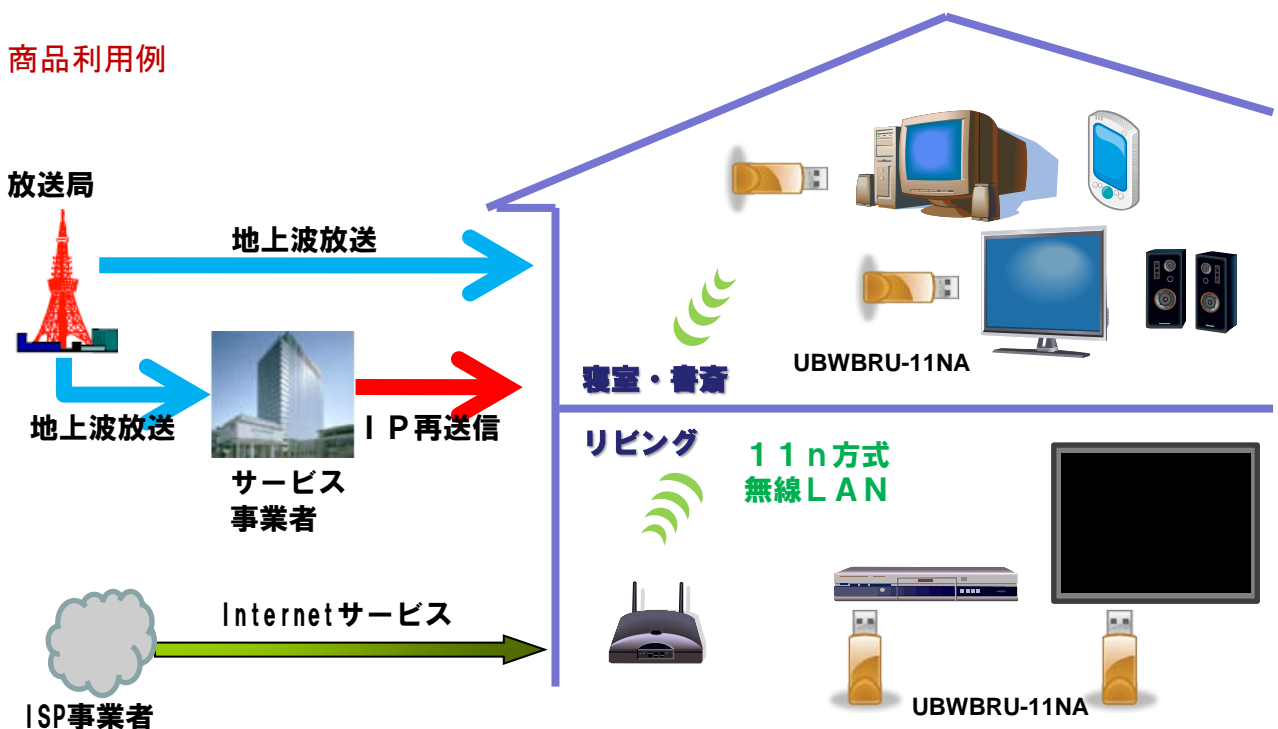 商品利用例
放送局
地上波放送
地上波放送
ＩＰ再送信
サービス
事業者
Internetサービス
ISP事業者
UBWBRU-11NA
寝室・書斎
リビング
１１ｎ方式
無線ＬＡＮ
UBWBRU-11NA